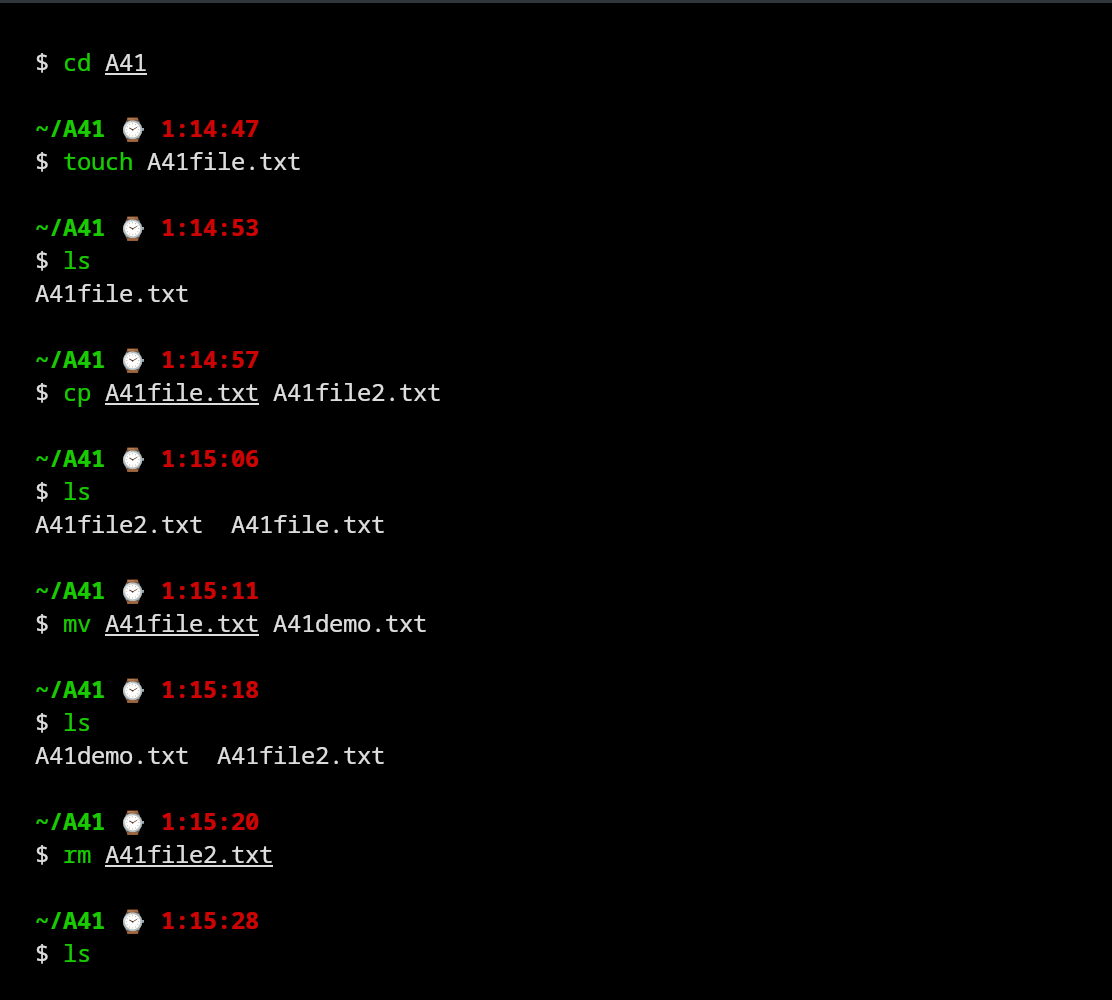 $ cd A41
~/A41 ⌚ 1:14:47
$ touch A41file.txt
~/A41 ⌚ 1:14:53
$ ls
A41file.txt
~/A41 ⌚ 1:14:57
$ cp A41file.txt A41file2.txt
~/A41 ⌚ 1:15:06
$ ls
A41file2.txt  A41file.txt
~/A41 ⌚ 1:15:11
$ mv A41file.txt A41demo.txt
~/A41 ⌚ 1:15:18
$ ls
A41demo.txt  A41file2.txt
~/A41 ⌚ 1:15:20
$ rm A41file2.txt
~/A41 ⌚ 1:15:28
$ ls